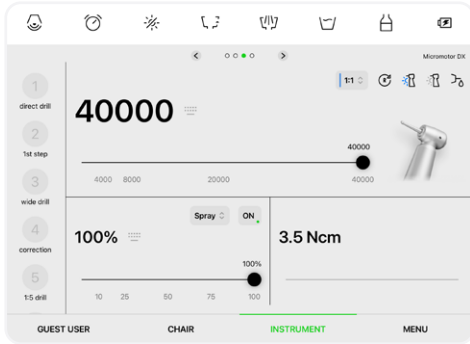 Micromotor DX
1:1
1
direct drill
40000
2
1st step
40000
3
wide drill
4000 8000 20000 40000
4
correction
Spray ON
100% 3.5 Ncm
100%
5
1:5 drill
10 25 50 75 100
GUEST USER CHAIR INSTRUMENT MENU